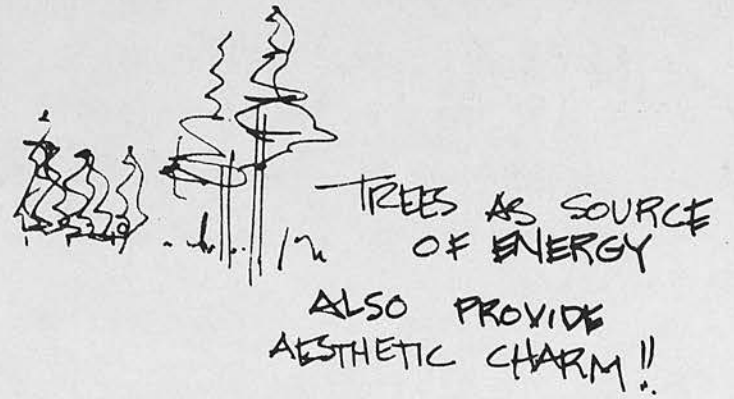 TREES AS SOURCE
OF ENERGY
ALSO PROVIDE
AESTHETIC CHARM!!